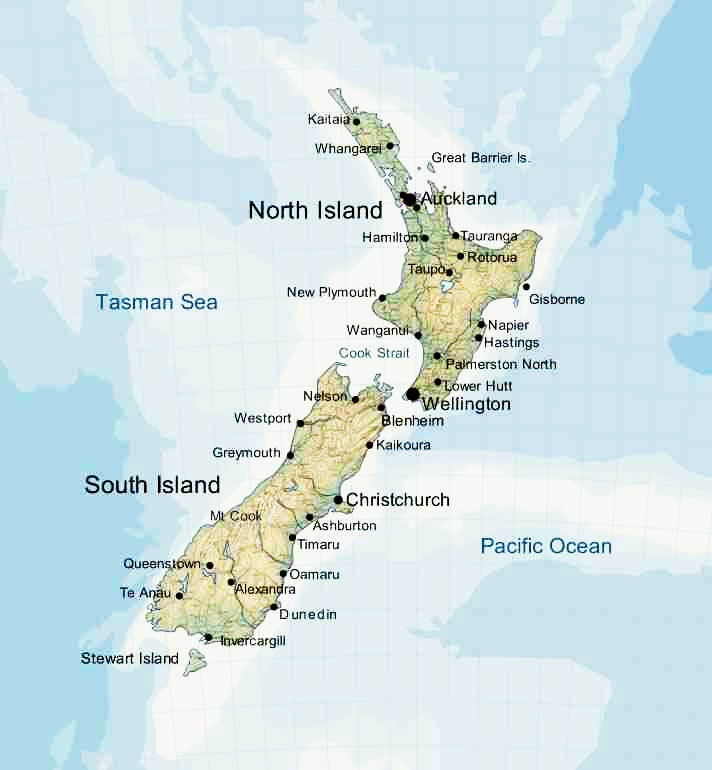 Kaitaia
Whangarei
Great Barrier Is.
Auckland
North Island
Hamilton
Tauranga
Rotorua
Taupo
New Plymouth
Gisborne
Tasman Sea
Napier
Wanganui
Hastings
Cook Strait
Palmerston North
Lower Hutt
Nelson
Wellington
Westport
Blenheim
Kaikoura
Greymouth
South Island
Christchurch
Mt Cook
Ashburton
Timaru
Pacific Ocean
Queenstown
Oamaru
Te Anau
Alexandra
Dunedin
Invercargill
Stewart Island